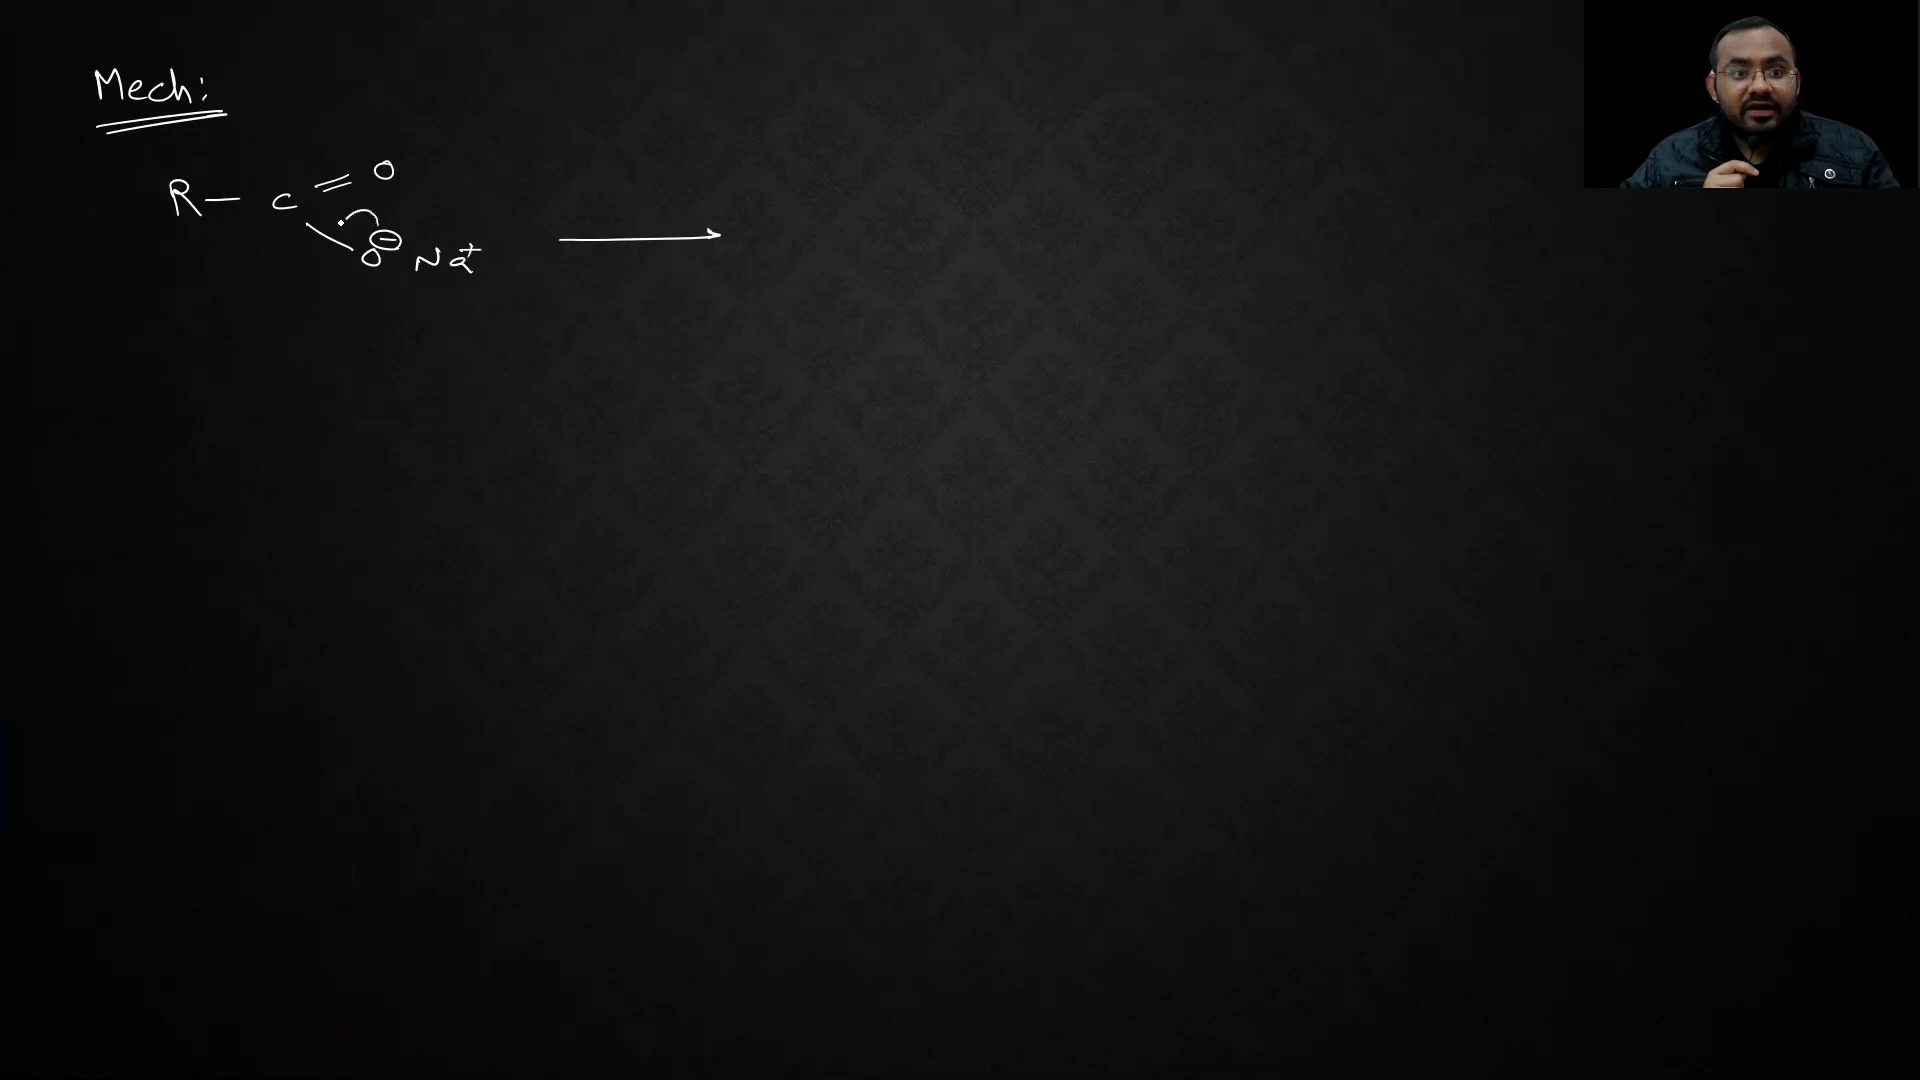 Mech:
R— C = O
O⊖ Na⁺